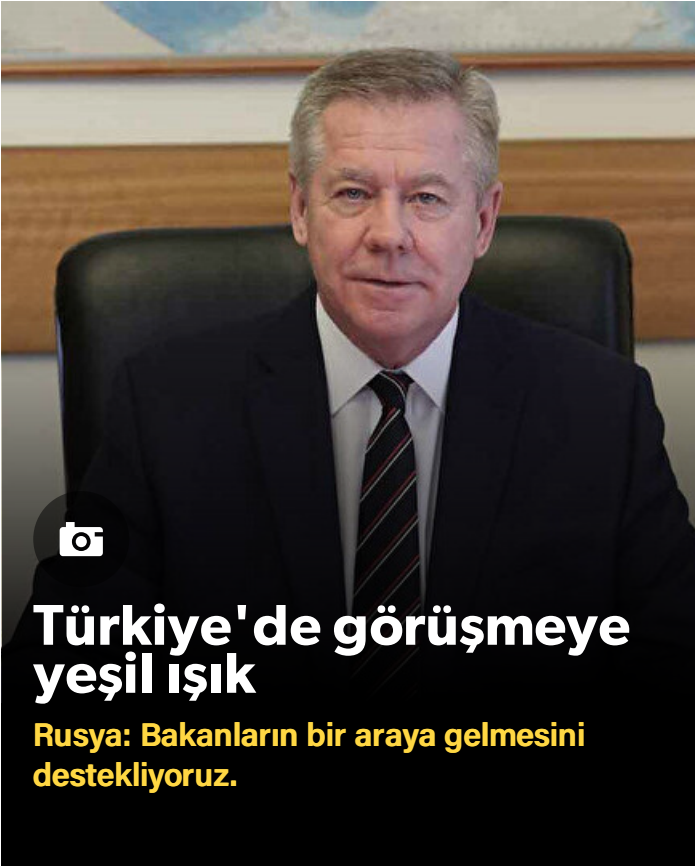 Türkiye'de görüşmeye
yeşil ışık
Rusya: Bakanların bir araya gelmesini
destekliyoruz.